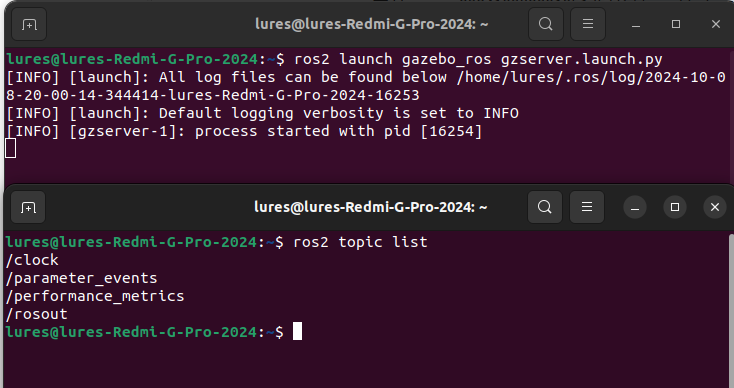 lures@lures-Redmi-G-Pro-2024: ~
lures@lures-Redmi-G-Pro-2024:~$ ros2 launch gazebo_ros gzserver.launch.py
[INFO] [launch]: All log files can be found below /home/lures/.ros/log/2024-10-0
8-20-00-14-344414-lures-Redmi-G-Pro-2024-16253
[INFO] [launch]: Default logging verbosity is set to INFO
[INFO] [gzserver-1]: process started with pid [16254]
lures@lures-Redmi-G-Pro-2024: ~
lures@lures-Redmi-G-Pro-2024:~$ ros2 topic list
/clock
/parameter_events
/performance_metrics
/rosout
lures@lures-Redmi-G-Pro-2024:~$